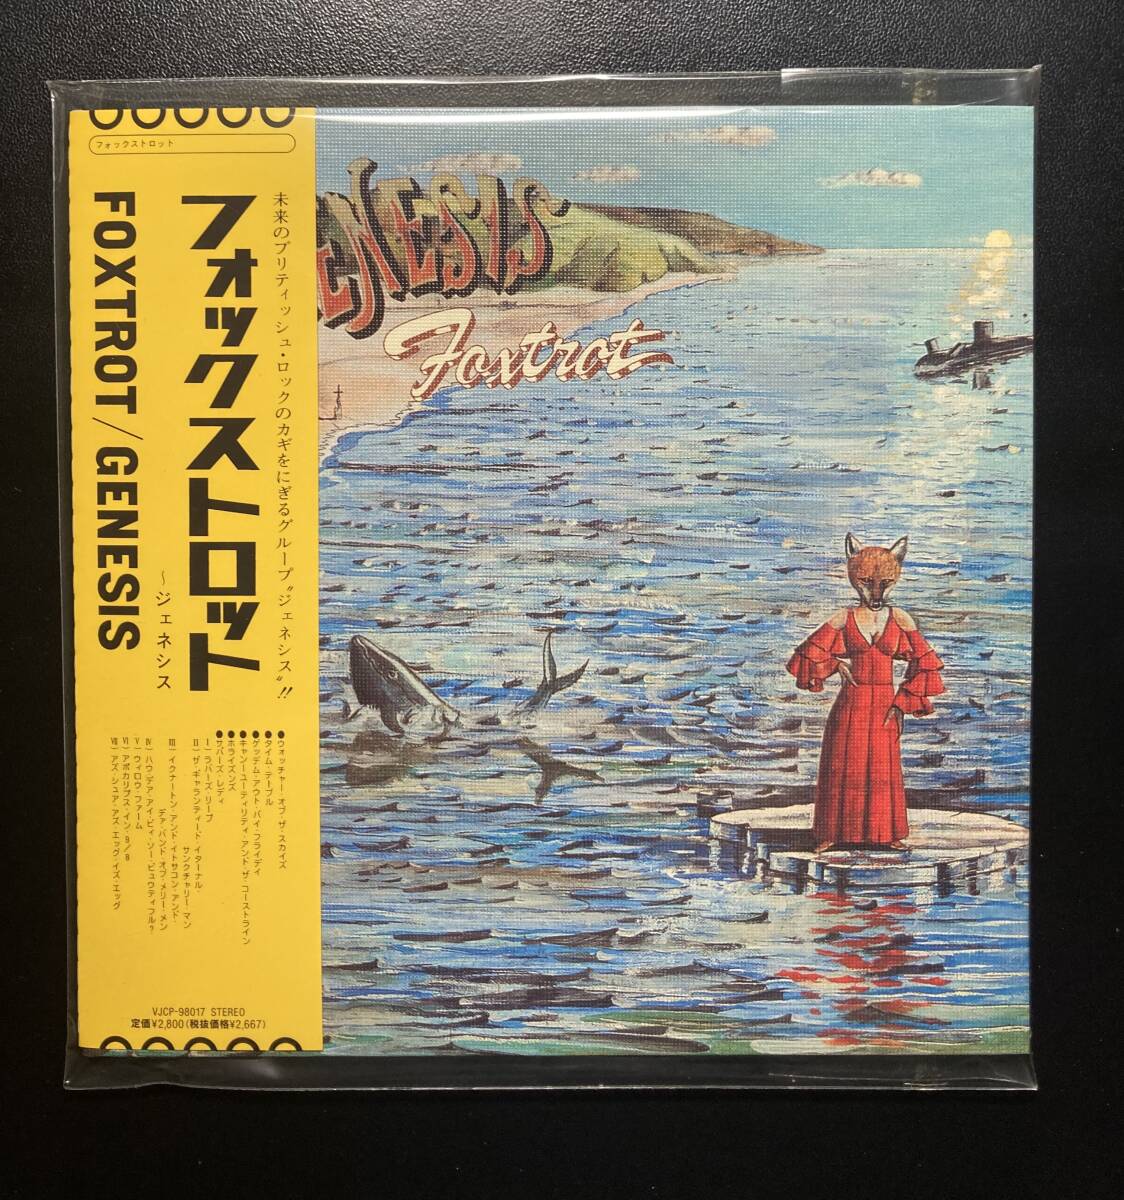 フォックストロット
FOXTROT/GENESIS
フォックストロット
〜ジェネシス
未来のブリティッシュ・ロックのカギをにぎるグループ“ジェネシス”!!
●ウォッチャー・オブ・ザ・スカイズ
●タイム・テーブル
●ゲッデム・アウト・バイ・フライディ
●キャン・ユーティリティ・アンド・ザ・コーストライン
●ホライズンズ
●サパーズ・レディ
Ⅰ)ラバーズ・リープ
Ⅱ)ザ・ギャランティード・イターナル・
サンクチャリー・マン
Ⅲ)イクナートン・アンド・イトサコン・アンド・
デァ・バンド・オブ・メリー・メン
Ⅳ)ハウ・デア・アイ・ビィ・ソー・ビュウティフル?
Ⅴ)ウィロウ・ファーム
Ⅵ)アポカリプス・イン・9/8
Ⅶ)アズ・シュア・アズ・エッグ・イズ・エッグ
VJCP-98017 STEREO
定価¥2,800(税抜価格¥2,667)
ENESIS
Foxtrot